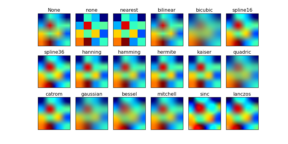 None none nearest bilinear bicubic spline16
spline36 hanning hamming hermite kaiser quadric
catrom gaussian bessel mitchell sinc lanczos